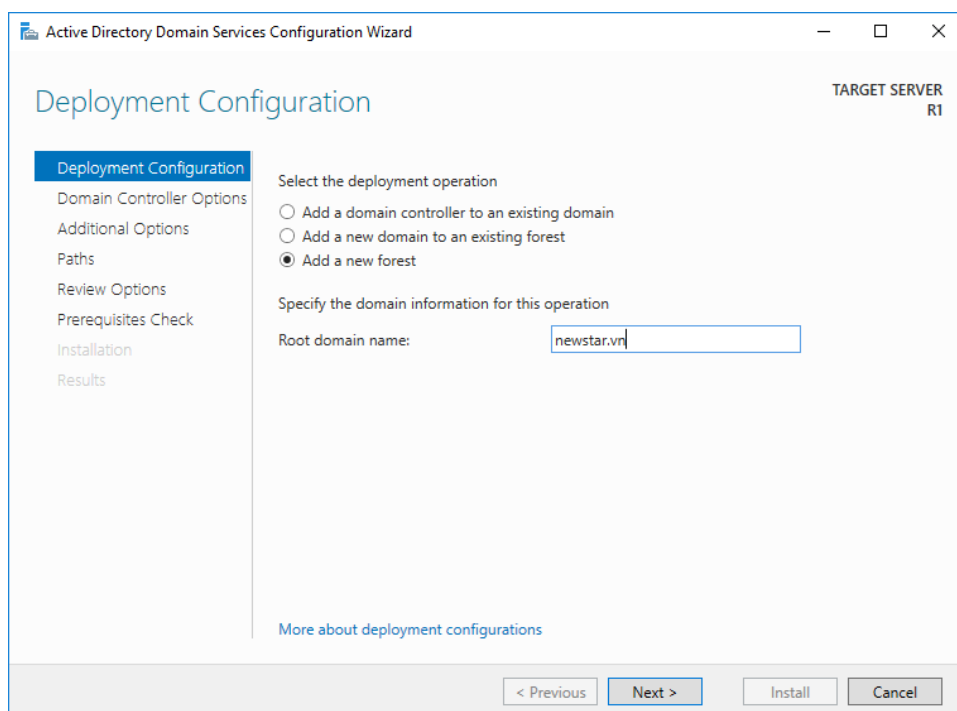 Active Directory Domain Services Configuration Wizard
Deployment Configuration
TARGET SERVER
R1
Deployment Configuration
Domain Controller Options
Additional Options
Paths
Review Options
Prerequisites Check
Installation
Results
Select the deployment operation
Add a domain controller to an existing domain
Add a new domain to an existing forest
Add a new forest
Specify the domain information for this operation
Root domain name: newstar.vn
More about deployment configurations
< Previous Next > Install Cancel